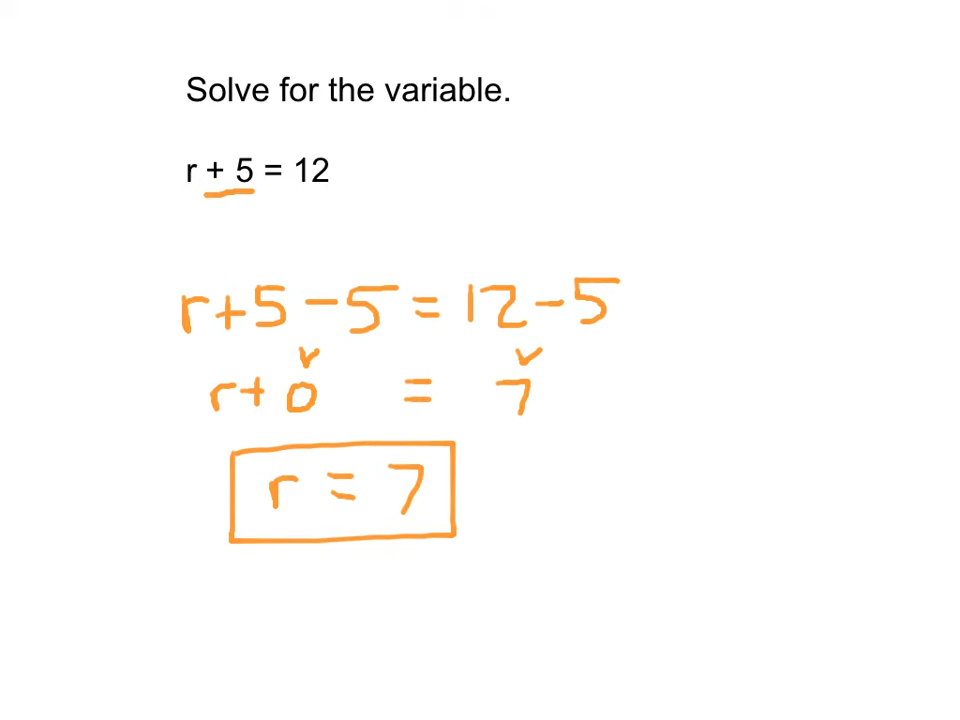 Solve for the variable.
r + 5 = 12
r+5-5=12-5
r+0 = 7
r = 7